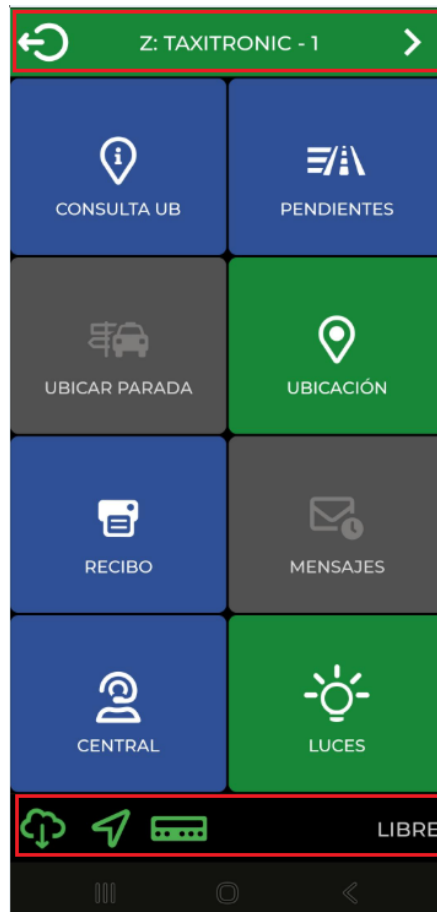 Z: TAXITRONIC - 1
CONSULTA UB
PENDIENTES
UBICAR PARADA
UBICACIÓN
RECIBO
MENSAJES
CENTRAL
LUCES
LIBRE